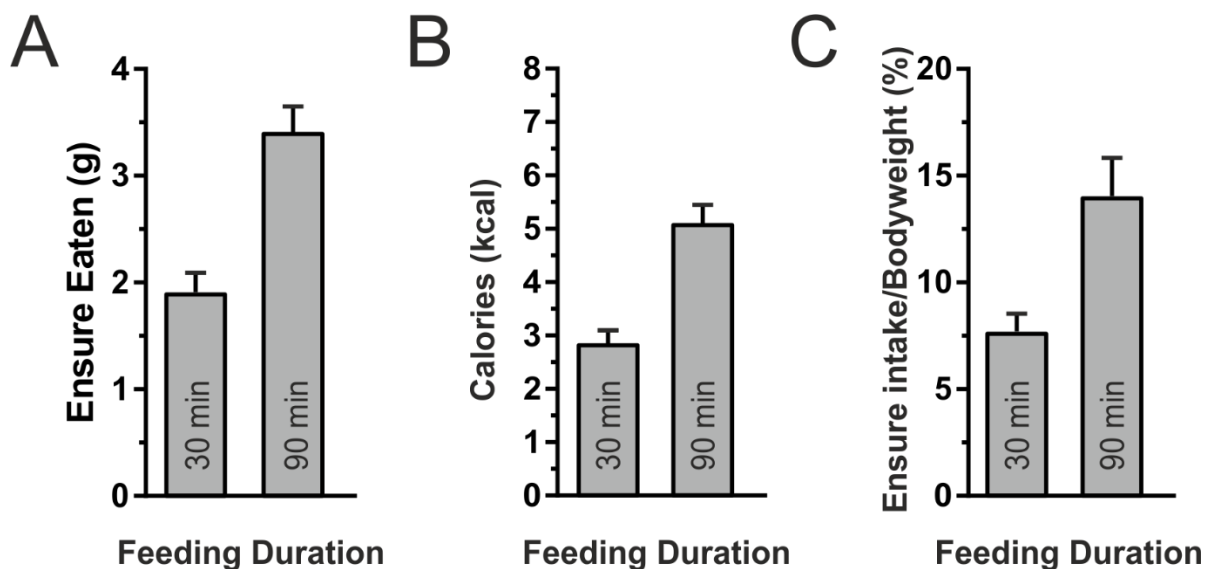 A
Ensure Eaten (g)
4
3
2
1
0
30 min
90 min
Feeding Duration
B
Calories (kcal)
8
7
6
5
4
3
2
1
0
30 min
90 min
Feeding Duration
C
Ensure intake/Bodyweight (%)
20
15
10
5
0
30 min
90 min
Feeding Duration